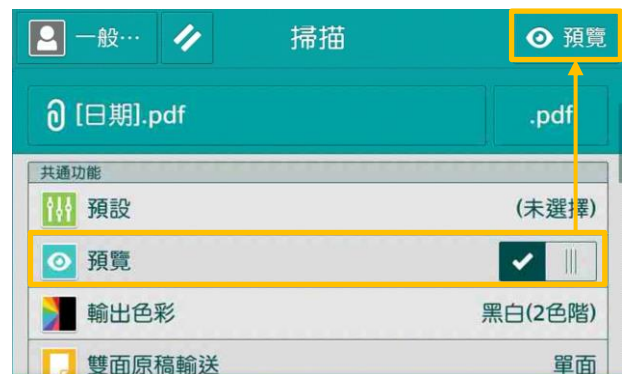 一般… 掃描 預覽
[日期].pdf .pdf
共通功能
預設 (未選擇)
預覽
輸出色彩 黑白(2色階)
雙面原稿輸送 單面